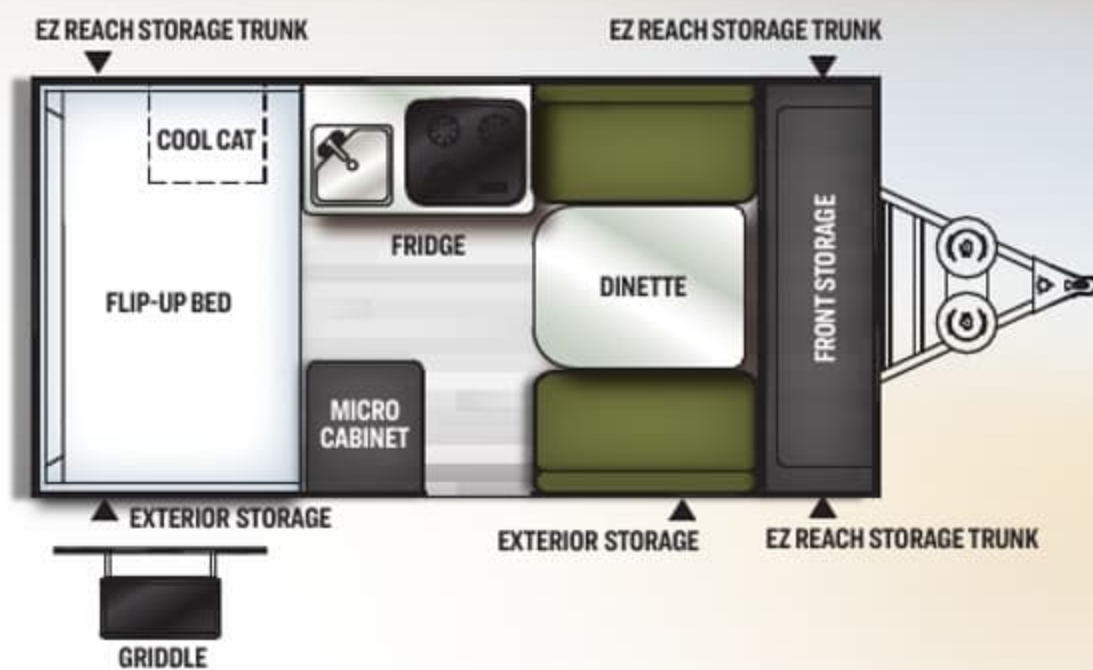 EZ REACH STORAGE TRUNK
EZ REACH STORAGE TRUNK
COOL CAT
FRIDGE
FLIP-UP BED
DINETTE
FRONT STORAGE
MICRO
CABINET
EXTERIOR STORAGE
EXTERIOR STORAGE
EZ REACH STORAGE TRUNK
GRIDDLE